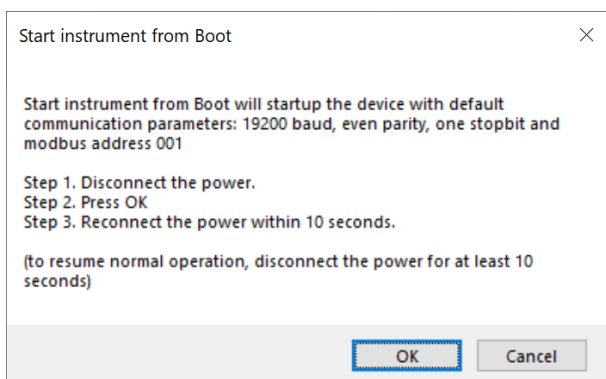 Start instrument from Boot
Start instrument from Boot will startup the device with default
communication parameters: 19200 baud, even parity, one stopbit and
modbus address 001
Step 1. Disconnect the power.
Step 2. Press OK
Step 3. Reconnect the power within 10 seconds.
(to resume normal operation, disconnect the power for at least 10
seconds)
OK
Cancel